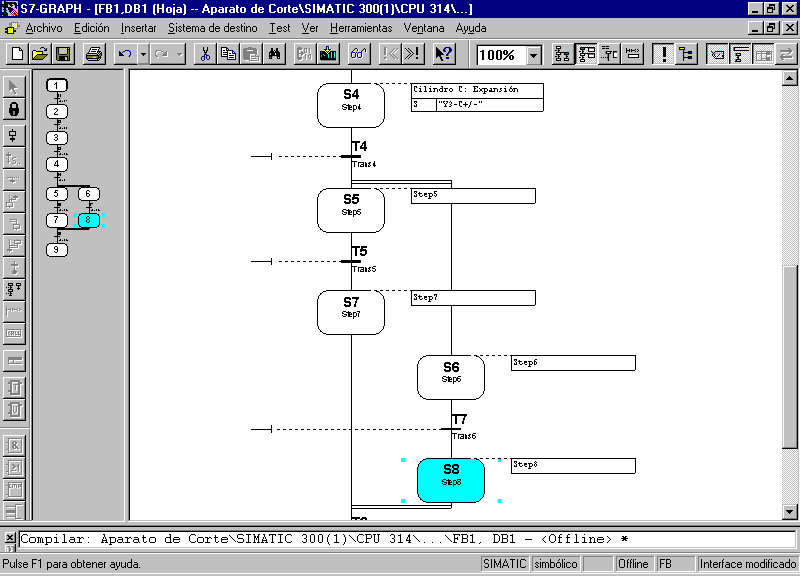 S7-GRAPH - [FB1,DB1 (Hoja) -- Aparato de Corte\SIMATIC 300(1)\CPU 314\...]
Archivo Edición Insertar Sistema de destino Test Ver Herramientas Ventana Ayuda
100%
1
2
3
4
5 6
7 8
9
S4
Step4
Cilindro C: Expansión
S "Y3-C+/-"
T4
Trans4
S5
Step5
Step5
T5
Trans5
S7
Step7
Step7
S6
Step6
Step6
T7
Trans6
S8
Step8
Step8
Compilar: Aparato de Corte\SIMATIC 300(1)\CPU 314\...\FB1, DB1 - <Offline> *
Pulse F1 para obtener ayuda.
SIMATIC simbólico Offline FB Interface modificado